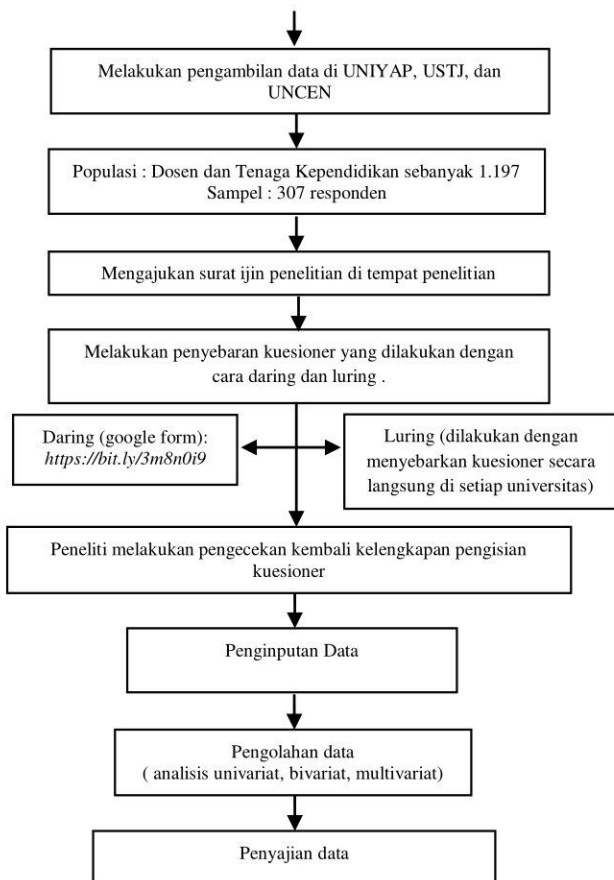 Melakukan pengambilan data di UNIYAP, USTJ, dan
UNCEN
Populasi : Dosen dan Tenaga Kependidikan sebanyak 1.197
Sampel : 307 responden
Mengajukan surat ijin penelitian di tempat penelitian
Melakukan penyebaran kuesioner yang dilakukan dengan
cara daring dan luring .
Daring (google form):
https://bit.ly/3m8n0i9
Luring (dilakukan dengan
menyebarkan kuesioner secara
langsung di setiap universitas)
Peneliti melakukan pengecekan kembali kelengkapan pengisian
kuesioner
Penginputan Data
Pengolahan data
( analisis univariat, bivariat, multivariat)
Penyajian data